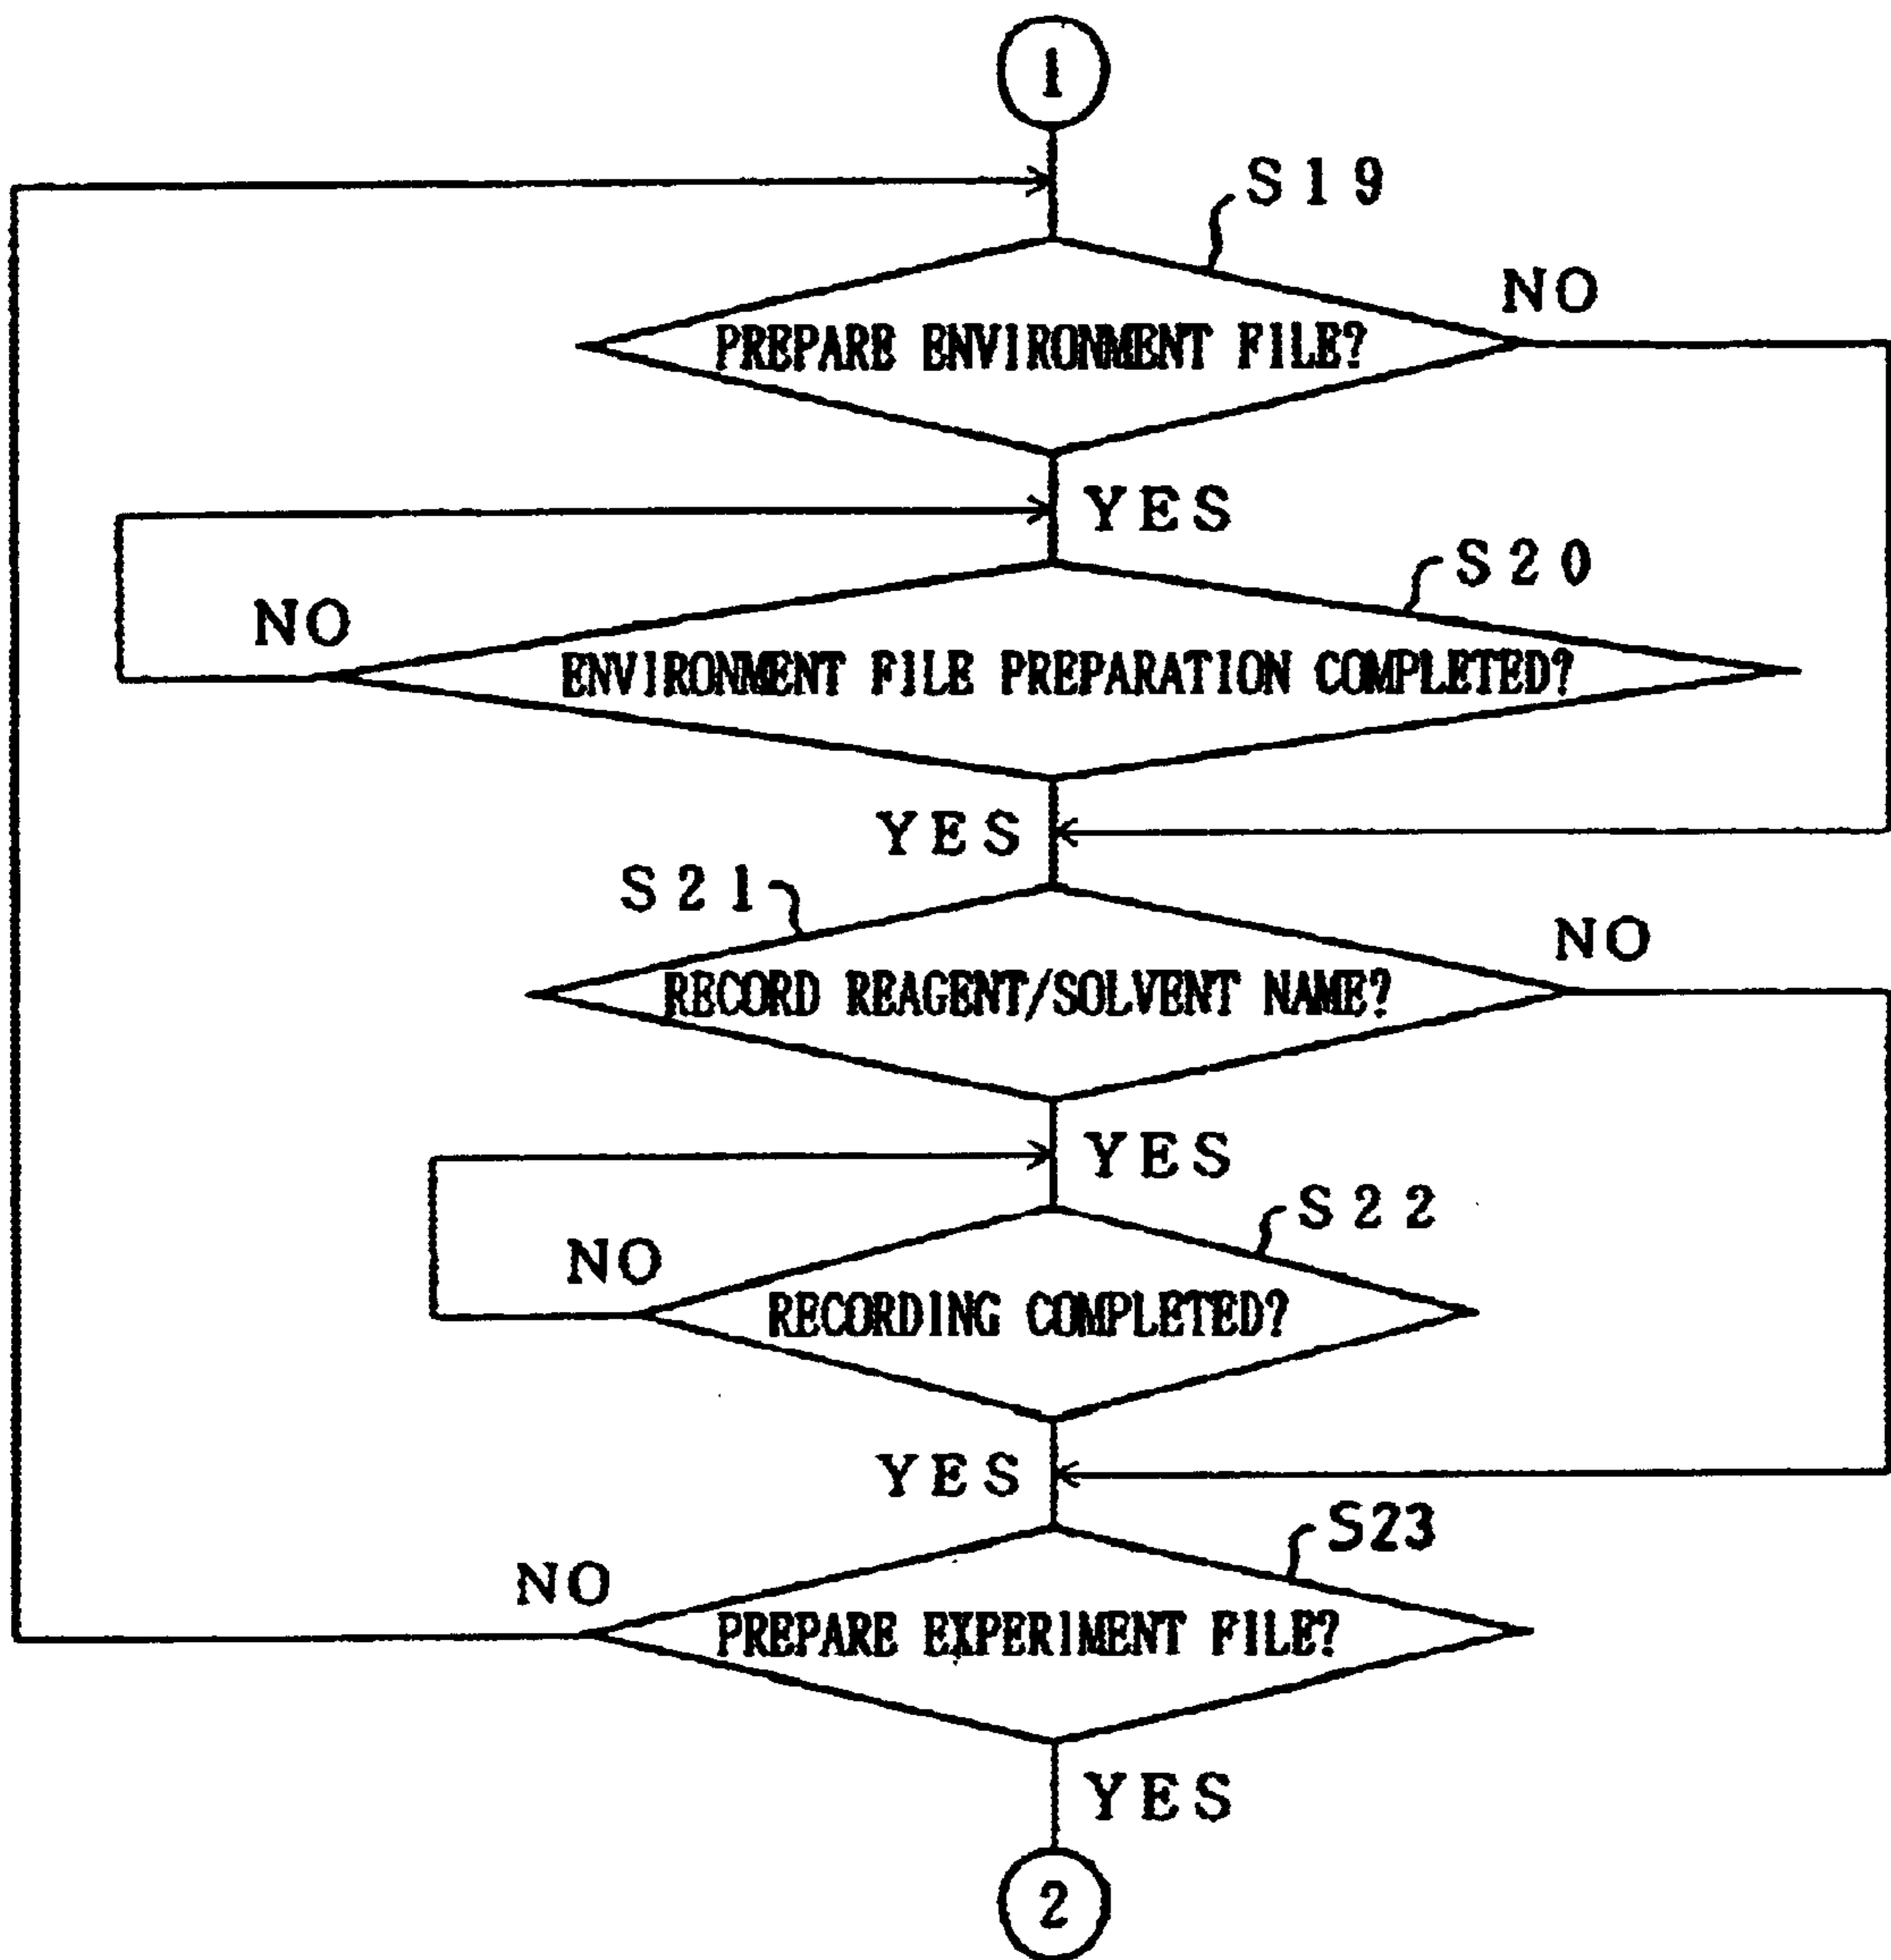 1
S19
NO
PREPARE ENVIRONMENT FILE?
YES
S20
NO
ENVIRONMENT FILE PREPARATION COMPLETED?
YES
S21
NO
RECORD REAGENT/SOLVENT NAME?
YES
S22
NO
RECORDING COMPLETED?
YES
S23
NO
PREPARE EXPERIMENT FILE?
YES
2